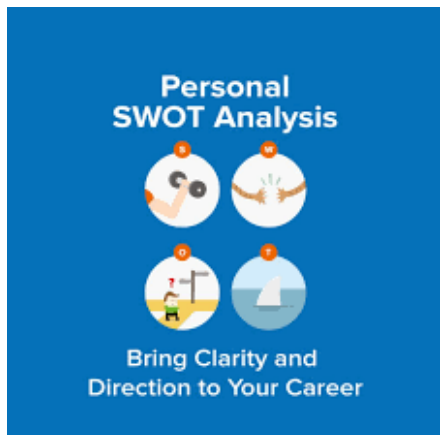 Personal
SWOT Analysis
S
W
O
T
?
Bring Clarity and
Direction to Your Career